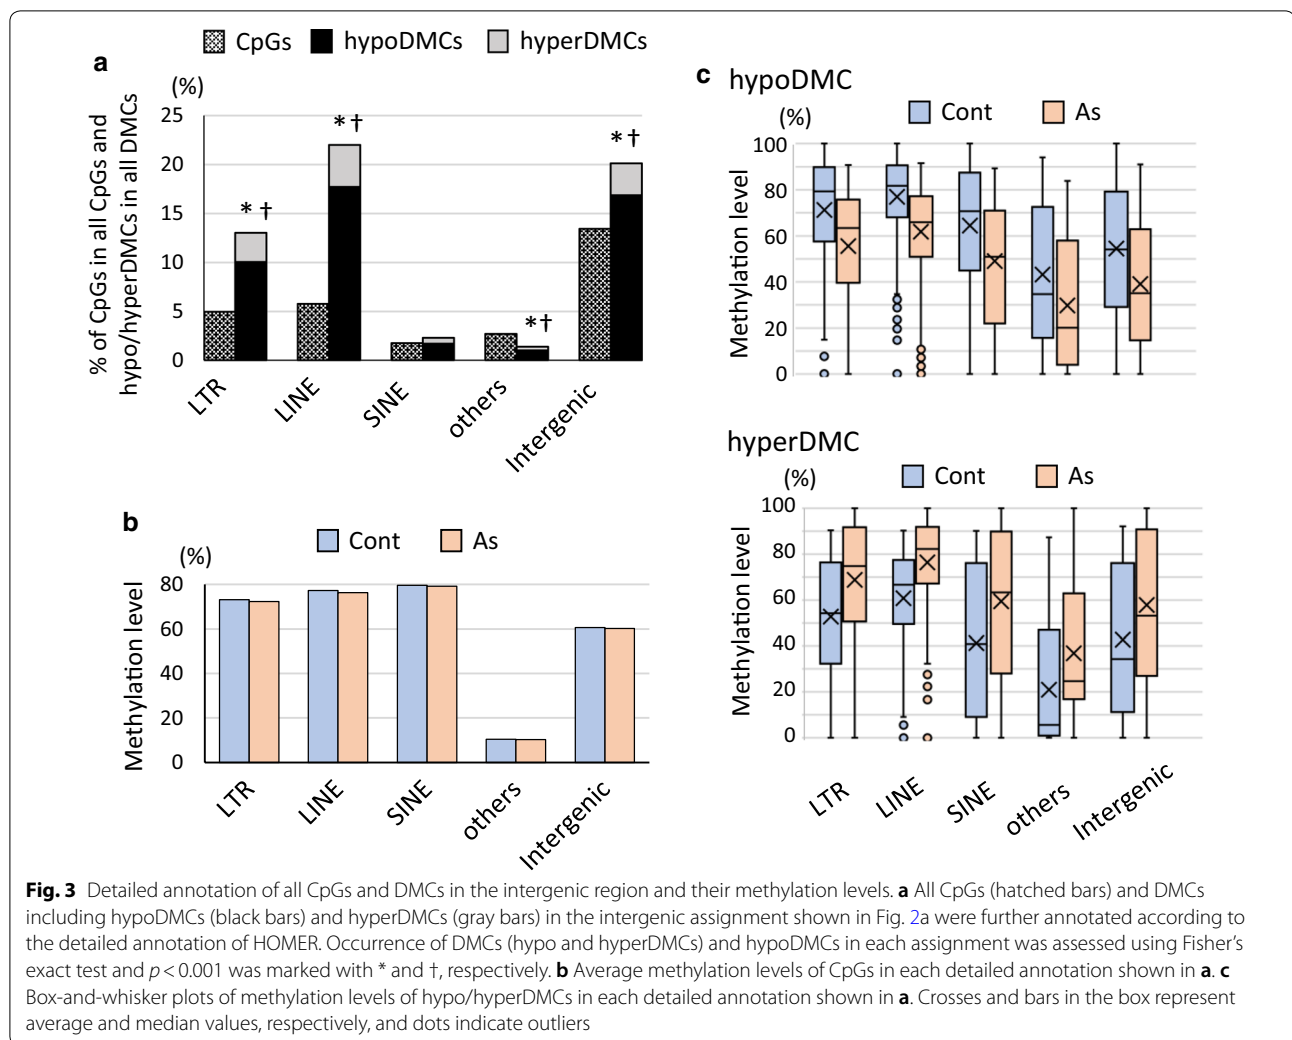 CpGs hypoDMCs hyperDMCs
a
(%)
% of CpGs in all CpGs and
hypo/hyperDMCs in all DMCs
25
20
15
10
5
0
* †
* †
*†
* †
LTR LINE SINE others Intergenic
b
Cont As
(%)
Methylation level
80
60
40
20
0
LTR LINE SINE others Intergenic
c hypoDMC
(%) Cont As
Methylation level
100
80
60
40
20
0
hyperDMC
(%) Cont As
Methylation level
100
80
60
40
20
0
LTR LINE SINE others Intergenic
Fig. 3 Detailed annotation of all CpGs and DMCs in the intergenic region and their methylation levels. a All CpGs (hatched bars) and DMCs
including hypoDMCs (black bars) and hyperDMCs (gray bars) in the intergenic assignment shown in Fig. 2a were further annotated according to
the detailed annotation of HOMER. Occurrence of DMCs (hypo and hyperDMCs) and hypoDMCs in each assignment was assessed using Fisher's
exact test and p < 0.001 was marked with * and †, respectively. b Average methylation levels of CpGs in each detailed annotation shown in a. c
Box-and-whisker plots of methylation levels of hypo/hyperDMCs in each detailed annotation shown in a. Crosses and bars in the box represent
average and median values, respectively, and dots indicate outliers